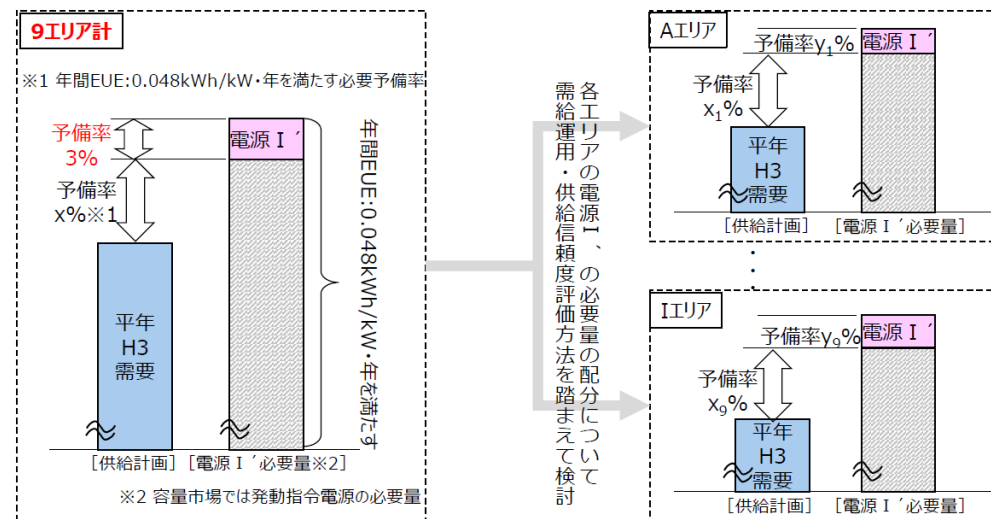 9エリア計
※1 年間EUE:0.048kWh/kW・年を満たす必要予備率
予備率
3%
予備率
x%※1
電源Ⅰ´
平年
H3
需要
年間EUE:0.048kWh/kW・年を満たす
[供給計画]
[電源Ⅰ´必要量※2]
※2 容量市場では発動指令電源の必要量
各エリアの電源Ⅰ、の必要量の配分について
需給運用・供給信頼度評価方法を踏まえて検討
Aエリア
予備率y₁%
電源Ⅰ´
予備率
x₁%
平年
H3
需要
[供給計画]
[電源Ⅰ´必要量]
・
・
・
Iエリア
予備率y₉%
電源Ⅰ´
予備率
x₉%
平年
H3
需要
[供給計画]
[電源Ⅰ´必要量]